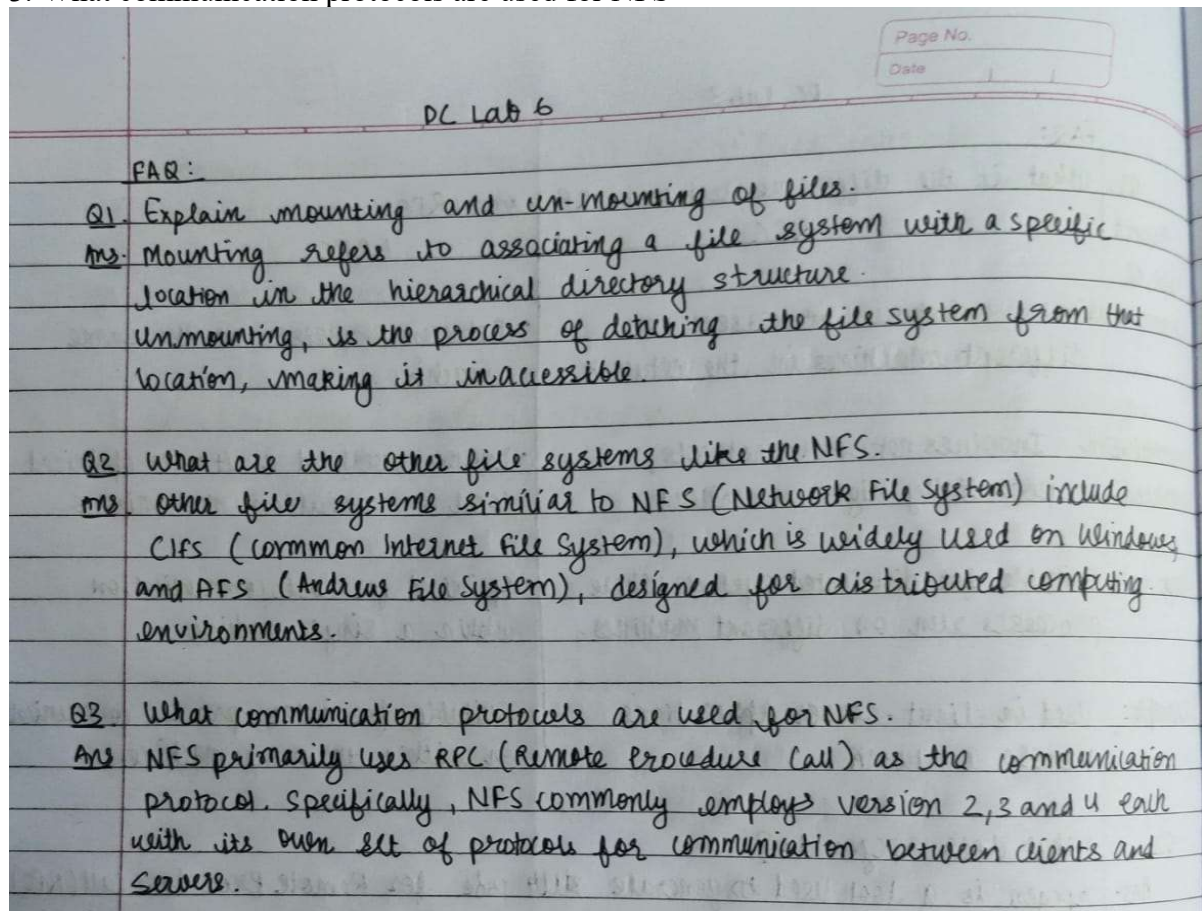 3. What communication protocols are used for NFS
Page No.
Date
DC Lab 6
FAQ:
Q1. Explain mounting and un-mounting of files.
Ans. Mounting refers to associating a file system with a specific
location in the hierarchical directory structure.
Unmounting, is the process of detaching the file system from that
location, making it inaccessible.
Q2 What are the other file systems like the NFS.
Ans. Other file systems similiar to NFS (Network File System) include
CIFS (Common Internet File System), which is widely used on Windows,
and AFS (Andrew File System), designed for distributed computing
environments.
Q3. What communication protocols are used for NFS.
Ans NFS primarily uses RPC (Remote Procedure Call) as the communication
protocol. Specifically, NFS commonly employs version 2,3 and 4 each
with its own set of protocols for communication between clients and
servers.